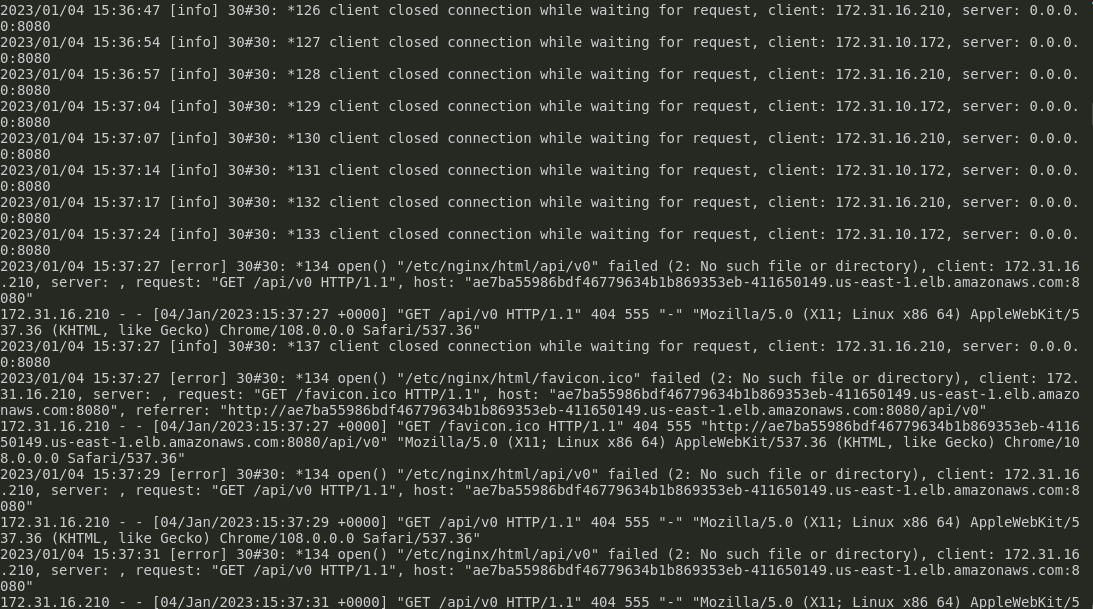 2023/01/04 15:36:47 [info] 30#30: *126 client closed connection while waiting for request, client: 172.31.16.210, server: 0.0.0.
0:8080
2023/01/04 15:36:54 [info] 30#30: *127 client closed connection while waiting for request, client: 172.31.10.172, server: 0.0.0.
0:8080
2023/01/04 15:36:57 [info] 30#30: *128 client closed connection while waiting for request, client: 172.31.16.210, server: 0.0.0.
0:8080
2023/01/04 15:37:04 [info] 30#30: *129 client closed connection while waiting for request, client: 172.31.10.172, server: 0.0.0.
0:8080
2023/01/04 15:37:07 [info] 30#30: *130 client closed connection while waiting for request, client: 172.31.16.210, server: 0.0.0.
0:8080
2023/01/04 15:37:14 [info] 30#30: *131 client closed connection while waiting for request, client: 172.31.10.172, server: 0.0.0.
0:8080
2023/01/04 15:37:17 [info] 30#30: *132 client closed connection while waiting for request, client: 172.31.16.210, server: 0.0.0.
0:8080
2023/01/04 15:37:24 [info] 30#30: *133 client closed connection while waiting for request, client: 172.31.10.172, server: 0.0.0.
0:8080
2023/01/04 15:37:27 [error] 30#30: *134 open() "/etc/nginx/html/api/v0" failed (2: No such file or directory), client: 172.31.16
.210, server: , request: "GET /api/v0 HTTP/1.1", host: "ae7ba55986bdf46779634b1b869353eb-411650149.us-east-1.elb.amazonaws.com:8
080"
172.31.16.210 - - [04/Jan/2023:15:37:27 +0000] "GET /api/v0 HTTP/1.1" 404 555 "-" "Mozilla/5.0 (X11; Linux x86 64) AppleWebKit/5
37.36 (KHTML, like Gecko) Chrome/108.0.0.0 Safari/537.36"
2023/01/04 15:37:27 [info] 30#30: *137 client closed connection while waiting for request, client: 172.31.16.210, server: 0.0.0.
0:8080
2023/01/04 15:37:27 [error] 30#30: *134 open() "/etc/nginx/html/favicon.ico" failed (2: No such file or directory), client: 172.
31.16.210, server: , request: "GET /favicon.ico HTTP/1.1", host: "ae7ba55986bdf46779634b1b869353eb-411650149.us-east-1.elb.amazo
naws.com:8080", referrer: "http://ae7ba55986bdf46779634b1b869353eb-411650149.us-east-1.elb.amazonaws.com:8080/api/v0"
172.31.16.210 - - [04/Jan/2023:15:37:27 +0000] "GET /favicon.ico HTTP/1.1" 404 555 "http://ae7ba55986bdf46779634b1b869353eb-4116
50149.us-east-1.elb.amazonaws.com:8080/api/v0" "Mozilla/5.0 (X11; Linux x86 64) AppleWebKit/537.36 (KHTML, like Gecko) Chrome/10
8.0.0.0 Safari/537.36"
2023/01/04 15:37:29 [error] 30#30: *134 open() "/etc/nginx/html/api/v0" failed (2: No such file or directory), client: 172.31.16
.210, server: , request: "GET /api/v0 HTTP/1.1", host: "ae7ba55986bdf46779634b1b869353eb-411650149.us-east-1.elb.amazonaws.com:8
080"
172.31.16.210 - - [04/Jan/2023:15:37:29 +0000] "GET /api/v0 HTTP/1.1" 404 555 "-" "Mozilla/5.0 (X11; Linux x86 64) AppleWebKit/5
37.36 (KHTML, like Gecko) Chrome/108.0.0.0 Safari/537.36"
2023/01/04 15:37:31 [error] 30#30: *134 open() "/etc/nginx/html/api/v0" failed (2: No such file or directory), client: 172.31.16
.210, server: , request: "GET /api/v0 HTTP/1.1", host: "ae7ba55986bdf46779634b1b869353eb-411650149.us-east-1.elb.amazonaws.com:8
080"
172.31.16.210 - - [04/Jan/2023:15:37:31 +0000] "GET /api/v0 HTTP/1.1" 404 555 "-" "Mozilla/5.0 (X11; Linux x86 64) AppleWebKit/5